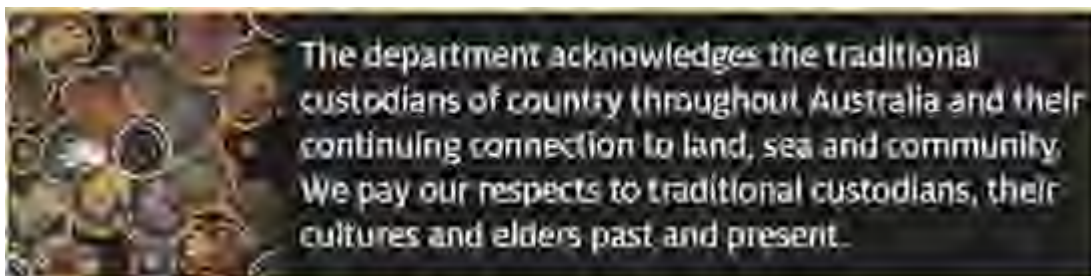 The department acknowledges the traditional
custodians of country throughout Australia and their
continuing connection to land, sea and community.
We pay our respects to traditional custodians, their
cultures and elders past and present.